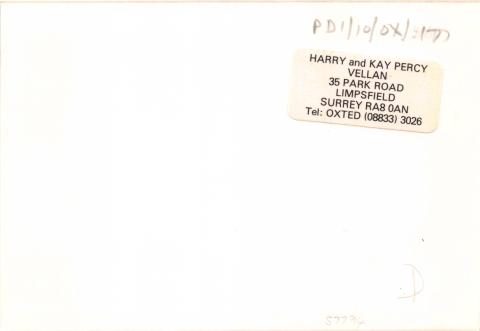 PD1/10/OX/
HARRY and KAY PERCY
VELLAN
35 PARK ROAD
LIMPSFIELD
SURREY RA8 0AN
Tel: OXTED (08833) 3026
D
57794